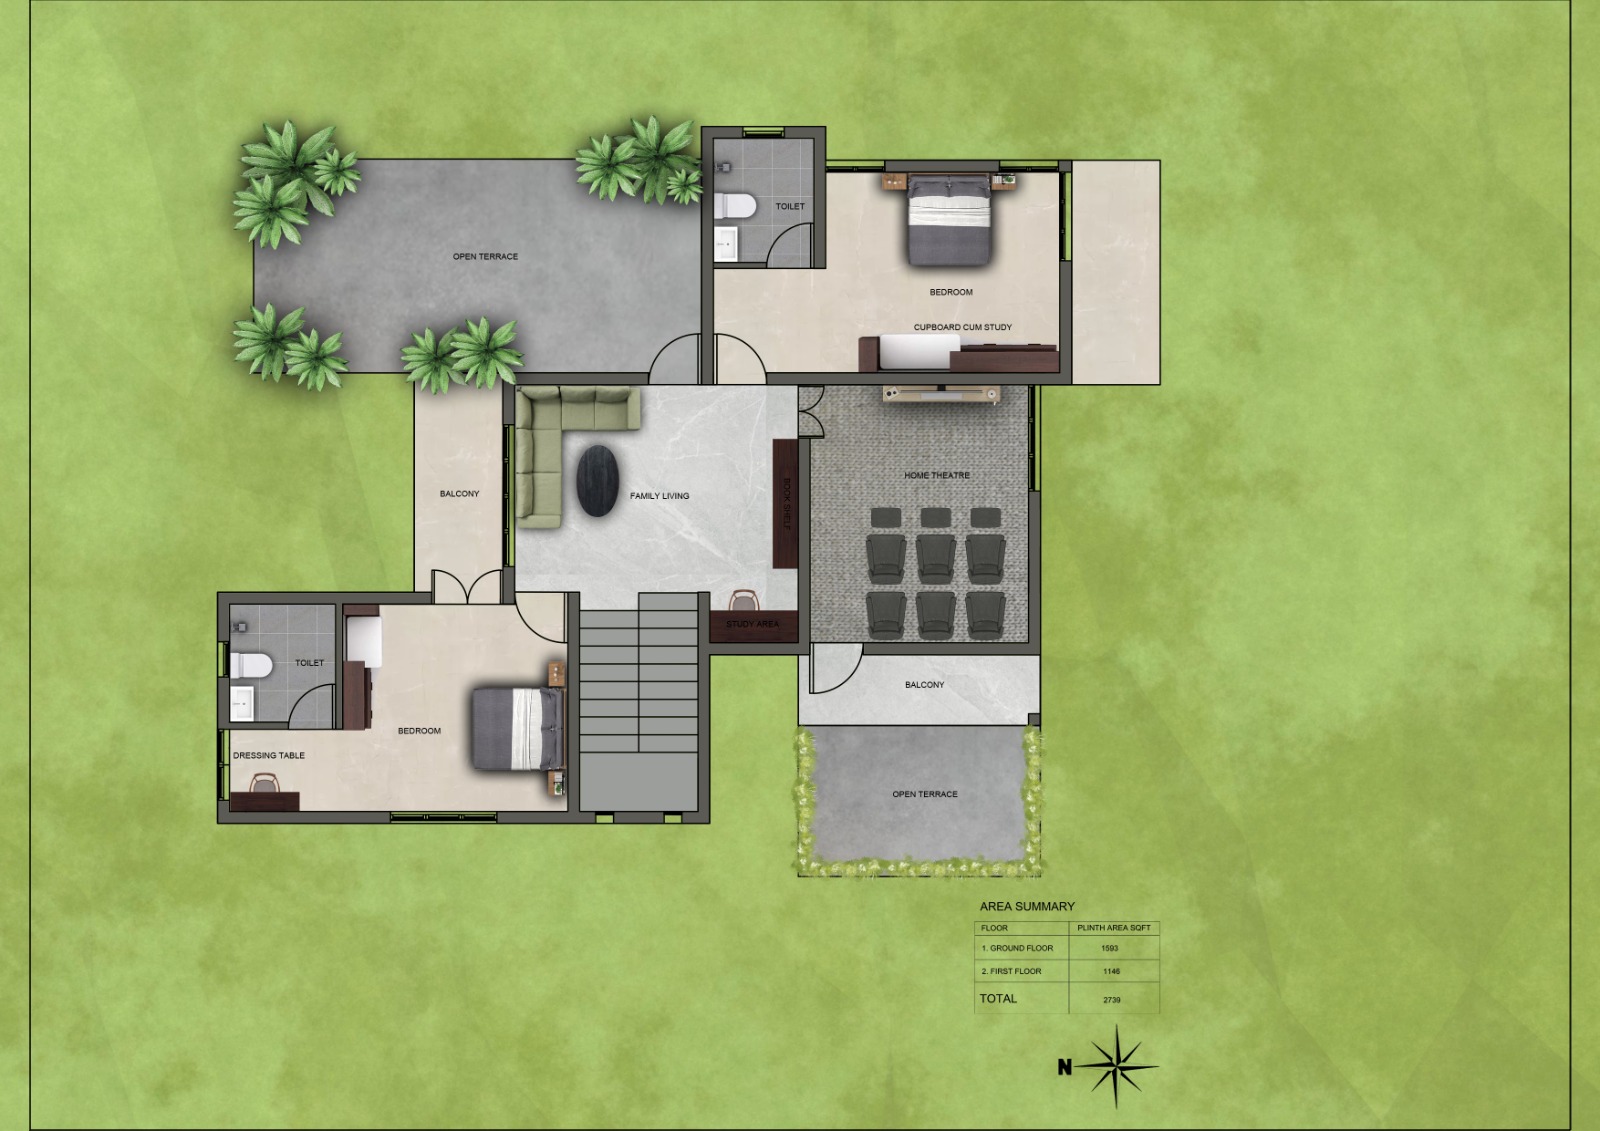 TOILET
OPEN TERRACE
BEDROOM
CUPBOARD CUM STUDY
HOME THEATRE
BALCONY
FAMILY LIVING
BOOK SHELF
STUDY AREA
TOILET
BALCONY
BEDROOM
DRESSING TABLE
OPEN TERRACE
AREA SUMMARY
FLOOR PLINTH AREA SQFT
1. GROUND FLOOR 1593
2. FIRST FLOOR 1146
TOTAL 2739
N